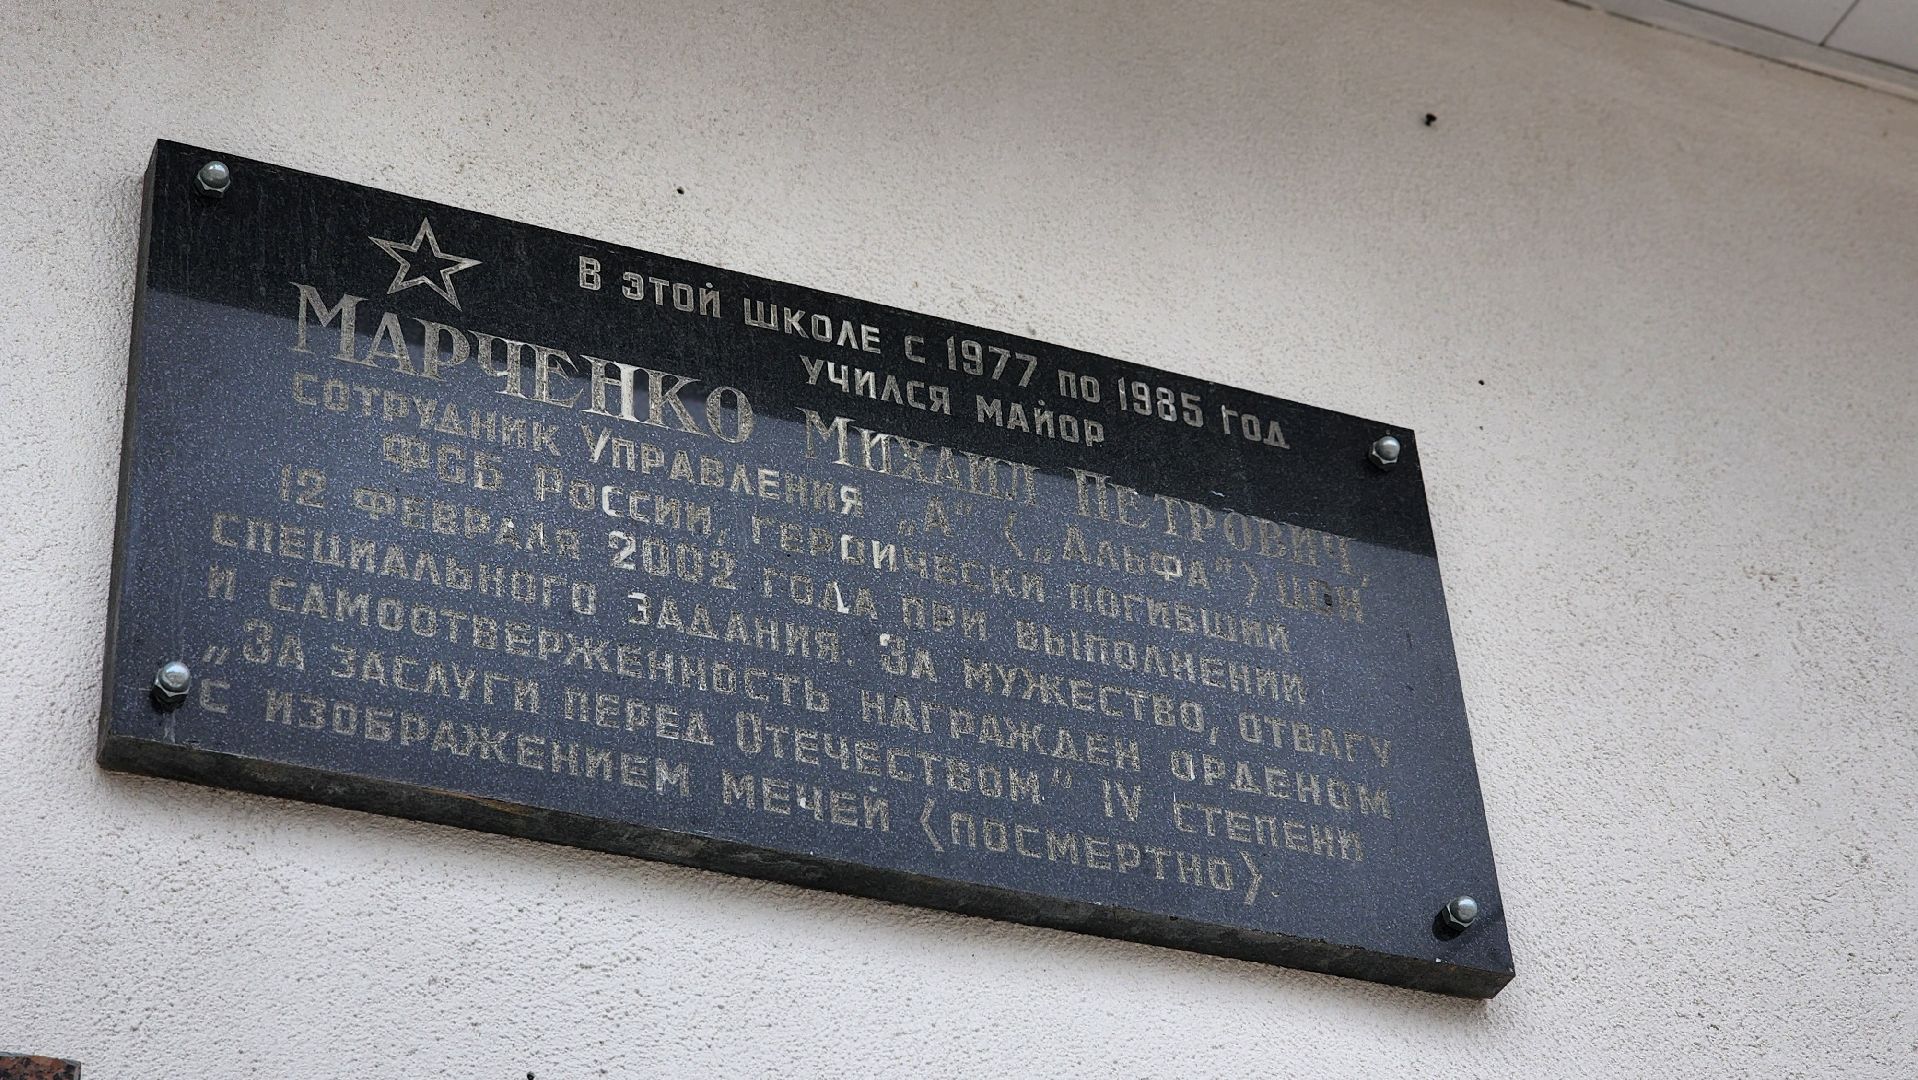 В ЭТОЙ ШКОЛЕ С 1977 ПО 1985 ГОД
УЧИЛСЯ МАЙОР
МАРЧЕНКО МИХАИЛ ПЕТРОВИЧ,
СОТРУДНИК УПРАВЛЕНИЯ „А" („АЛЬФА") ЦСН
ФСБ РОССИИ, ГЕРОИЧЕСКИ ПОГИБШИЙ
12 ФЕВРАЛЯ 2002 ГОДА ПРИ ВЫПОЛНЕНИИ
СПЕЦИАЛЬНОГО ЗАДАНИЯ. ЗА МУЖЕСТВО, ОТВАГУ
И САМООТВЕРЖЕННОСТЬ НАГРАЖДЕН ОРДЕНОМ
„ЗА ЗАСЛУГИ ПЕРЕД ОТЕЧЕСТВОМ" IV СТЕПЕНИ
С ИЗОБРАЖЕНИЕМ МЕЧЕЙ (ПОСМЕРТНО).